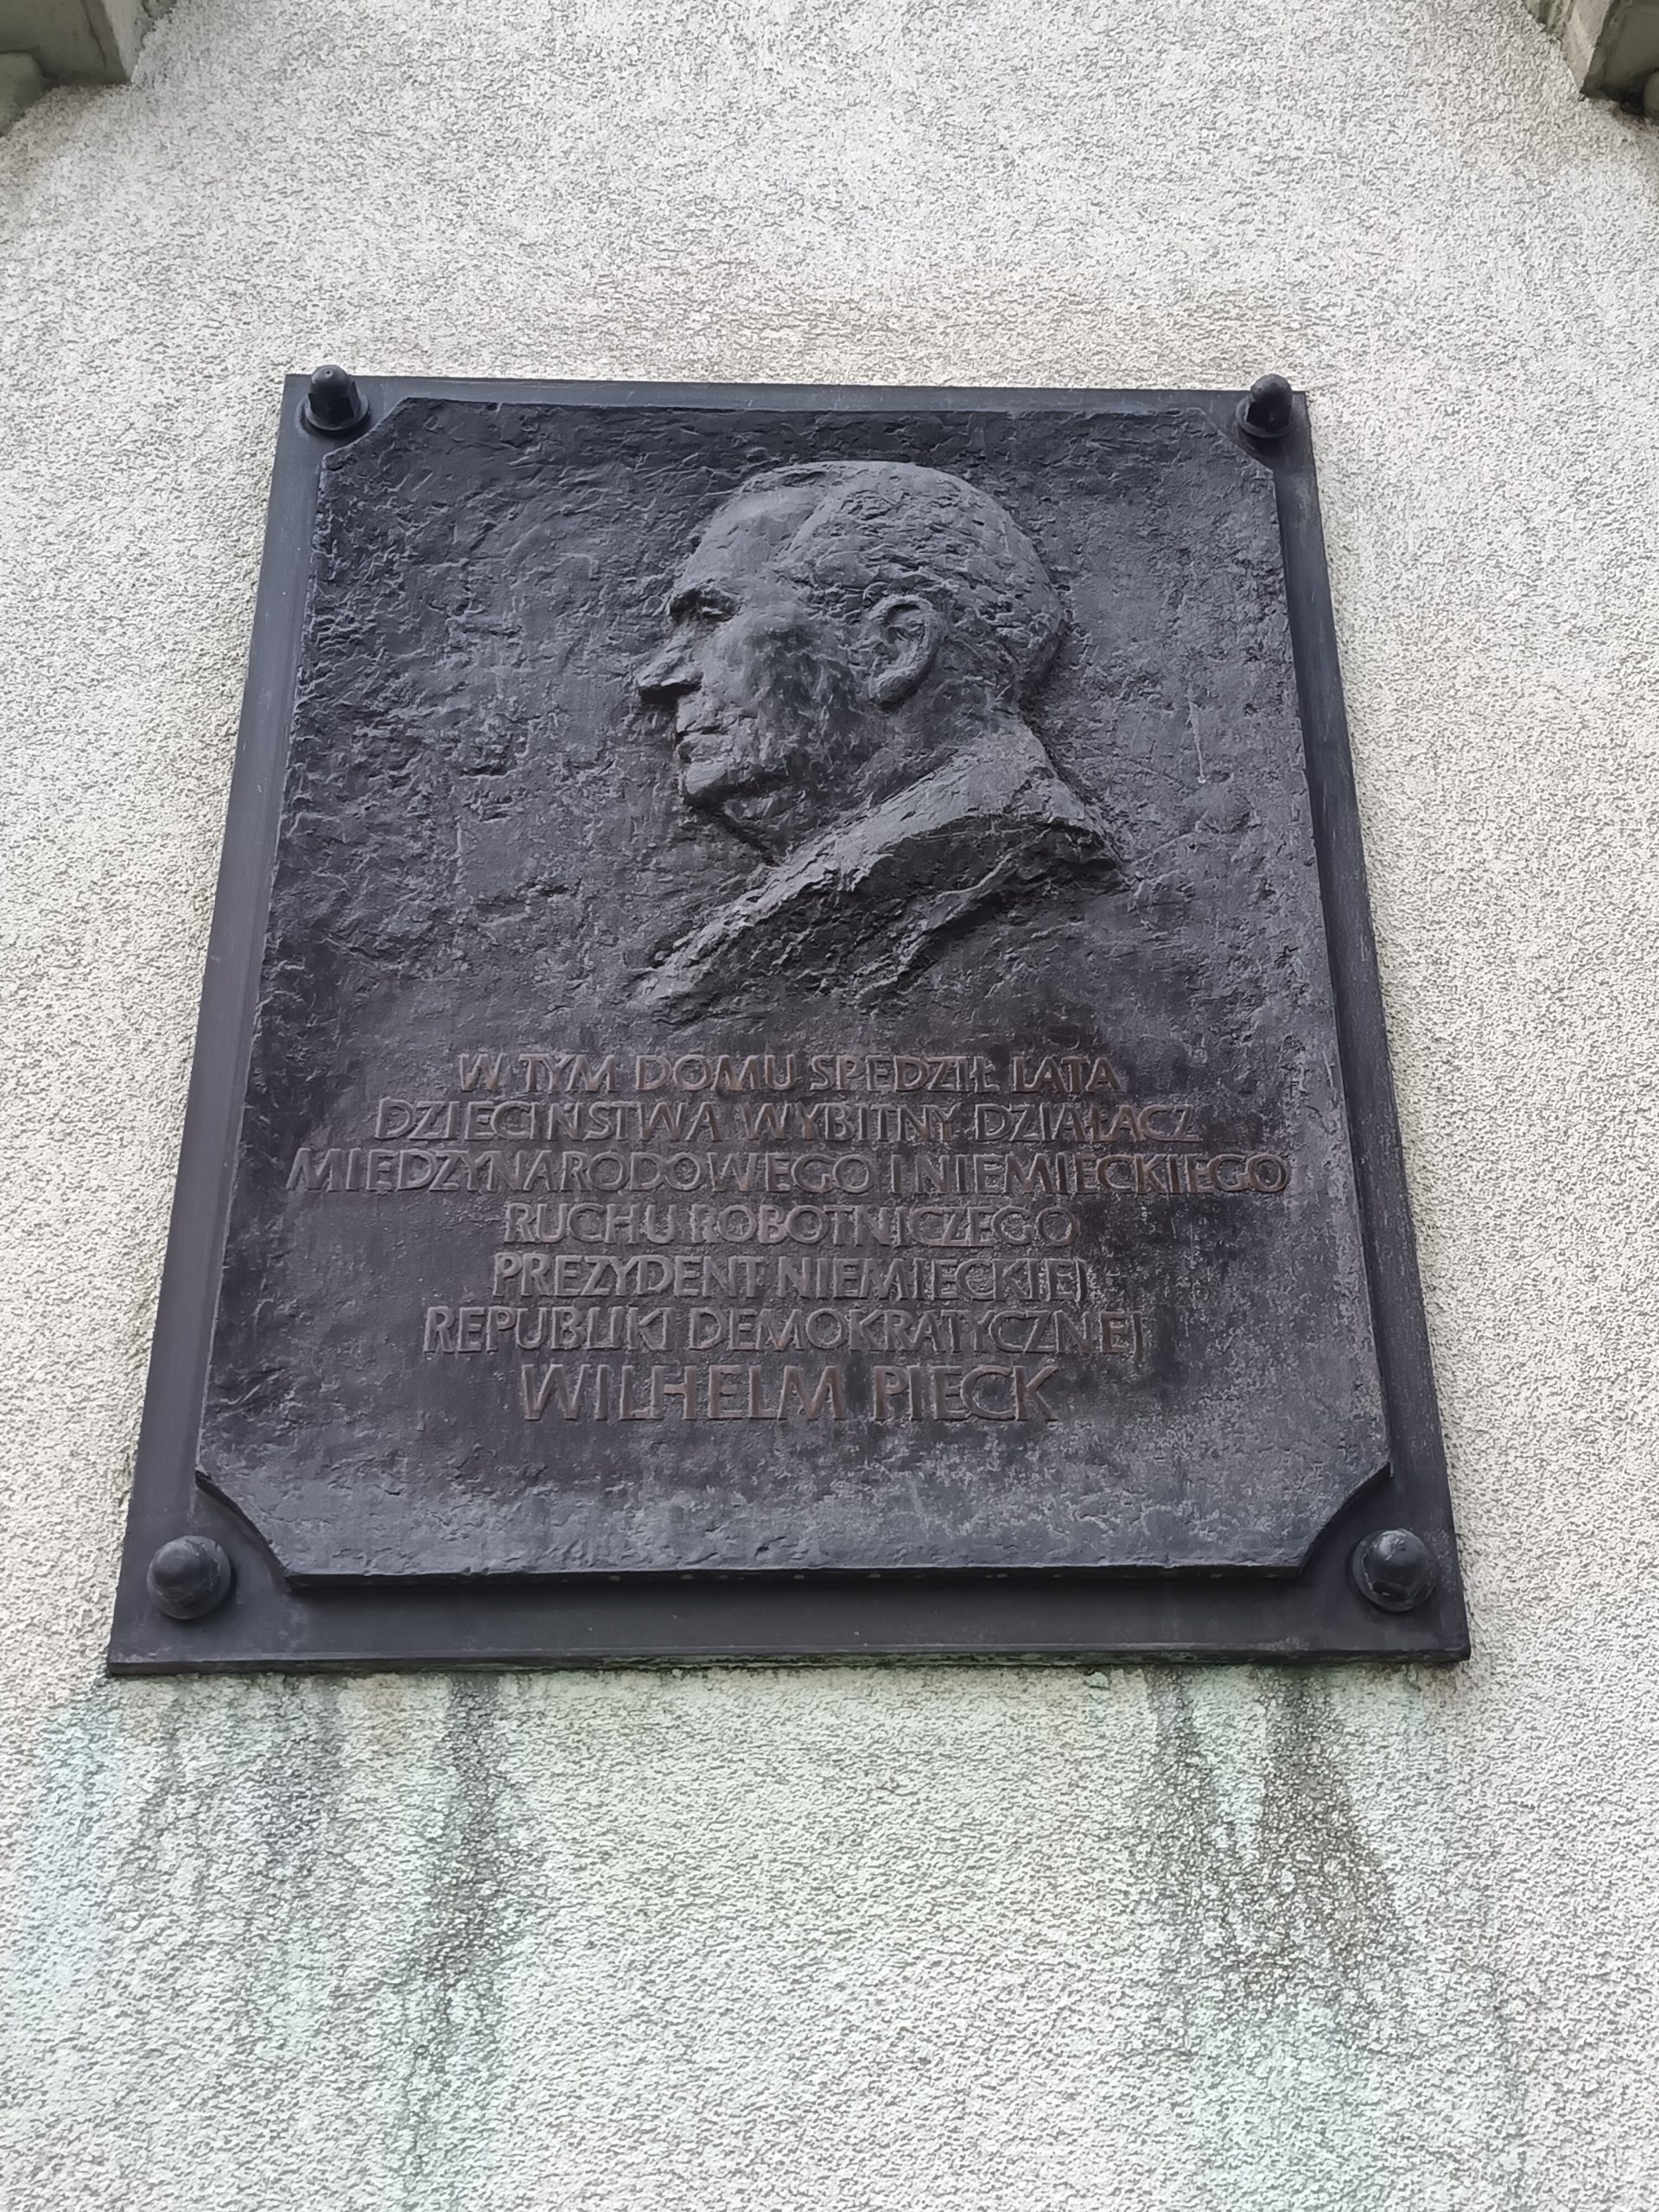 W TYM DOMU SPĘDZIŁ LATA
DZIECIŃSTWA WYBITNY DZIAŁACZ
MIĘDZYNARODOWEGO I NIEMIECKIEGO
RUCHU ROBOTNICZEGO
PREZYDENT NIEMIECKIEJ
REPUBLIKI DEMOKRATYCZNEJ
WILHELM PIECK